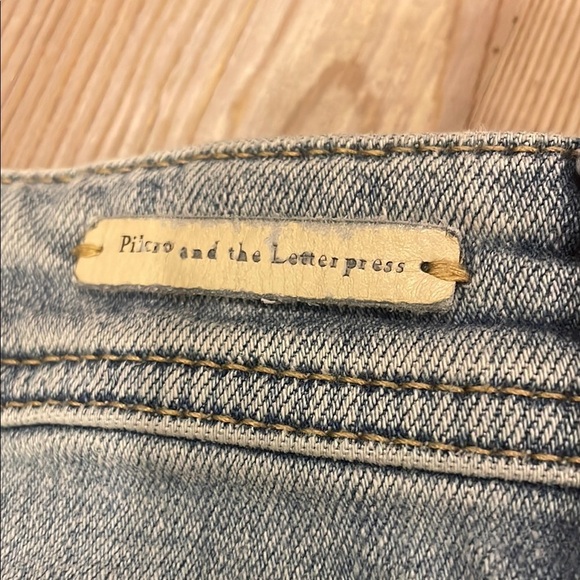 Pilcro and the Letterpress